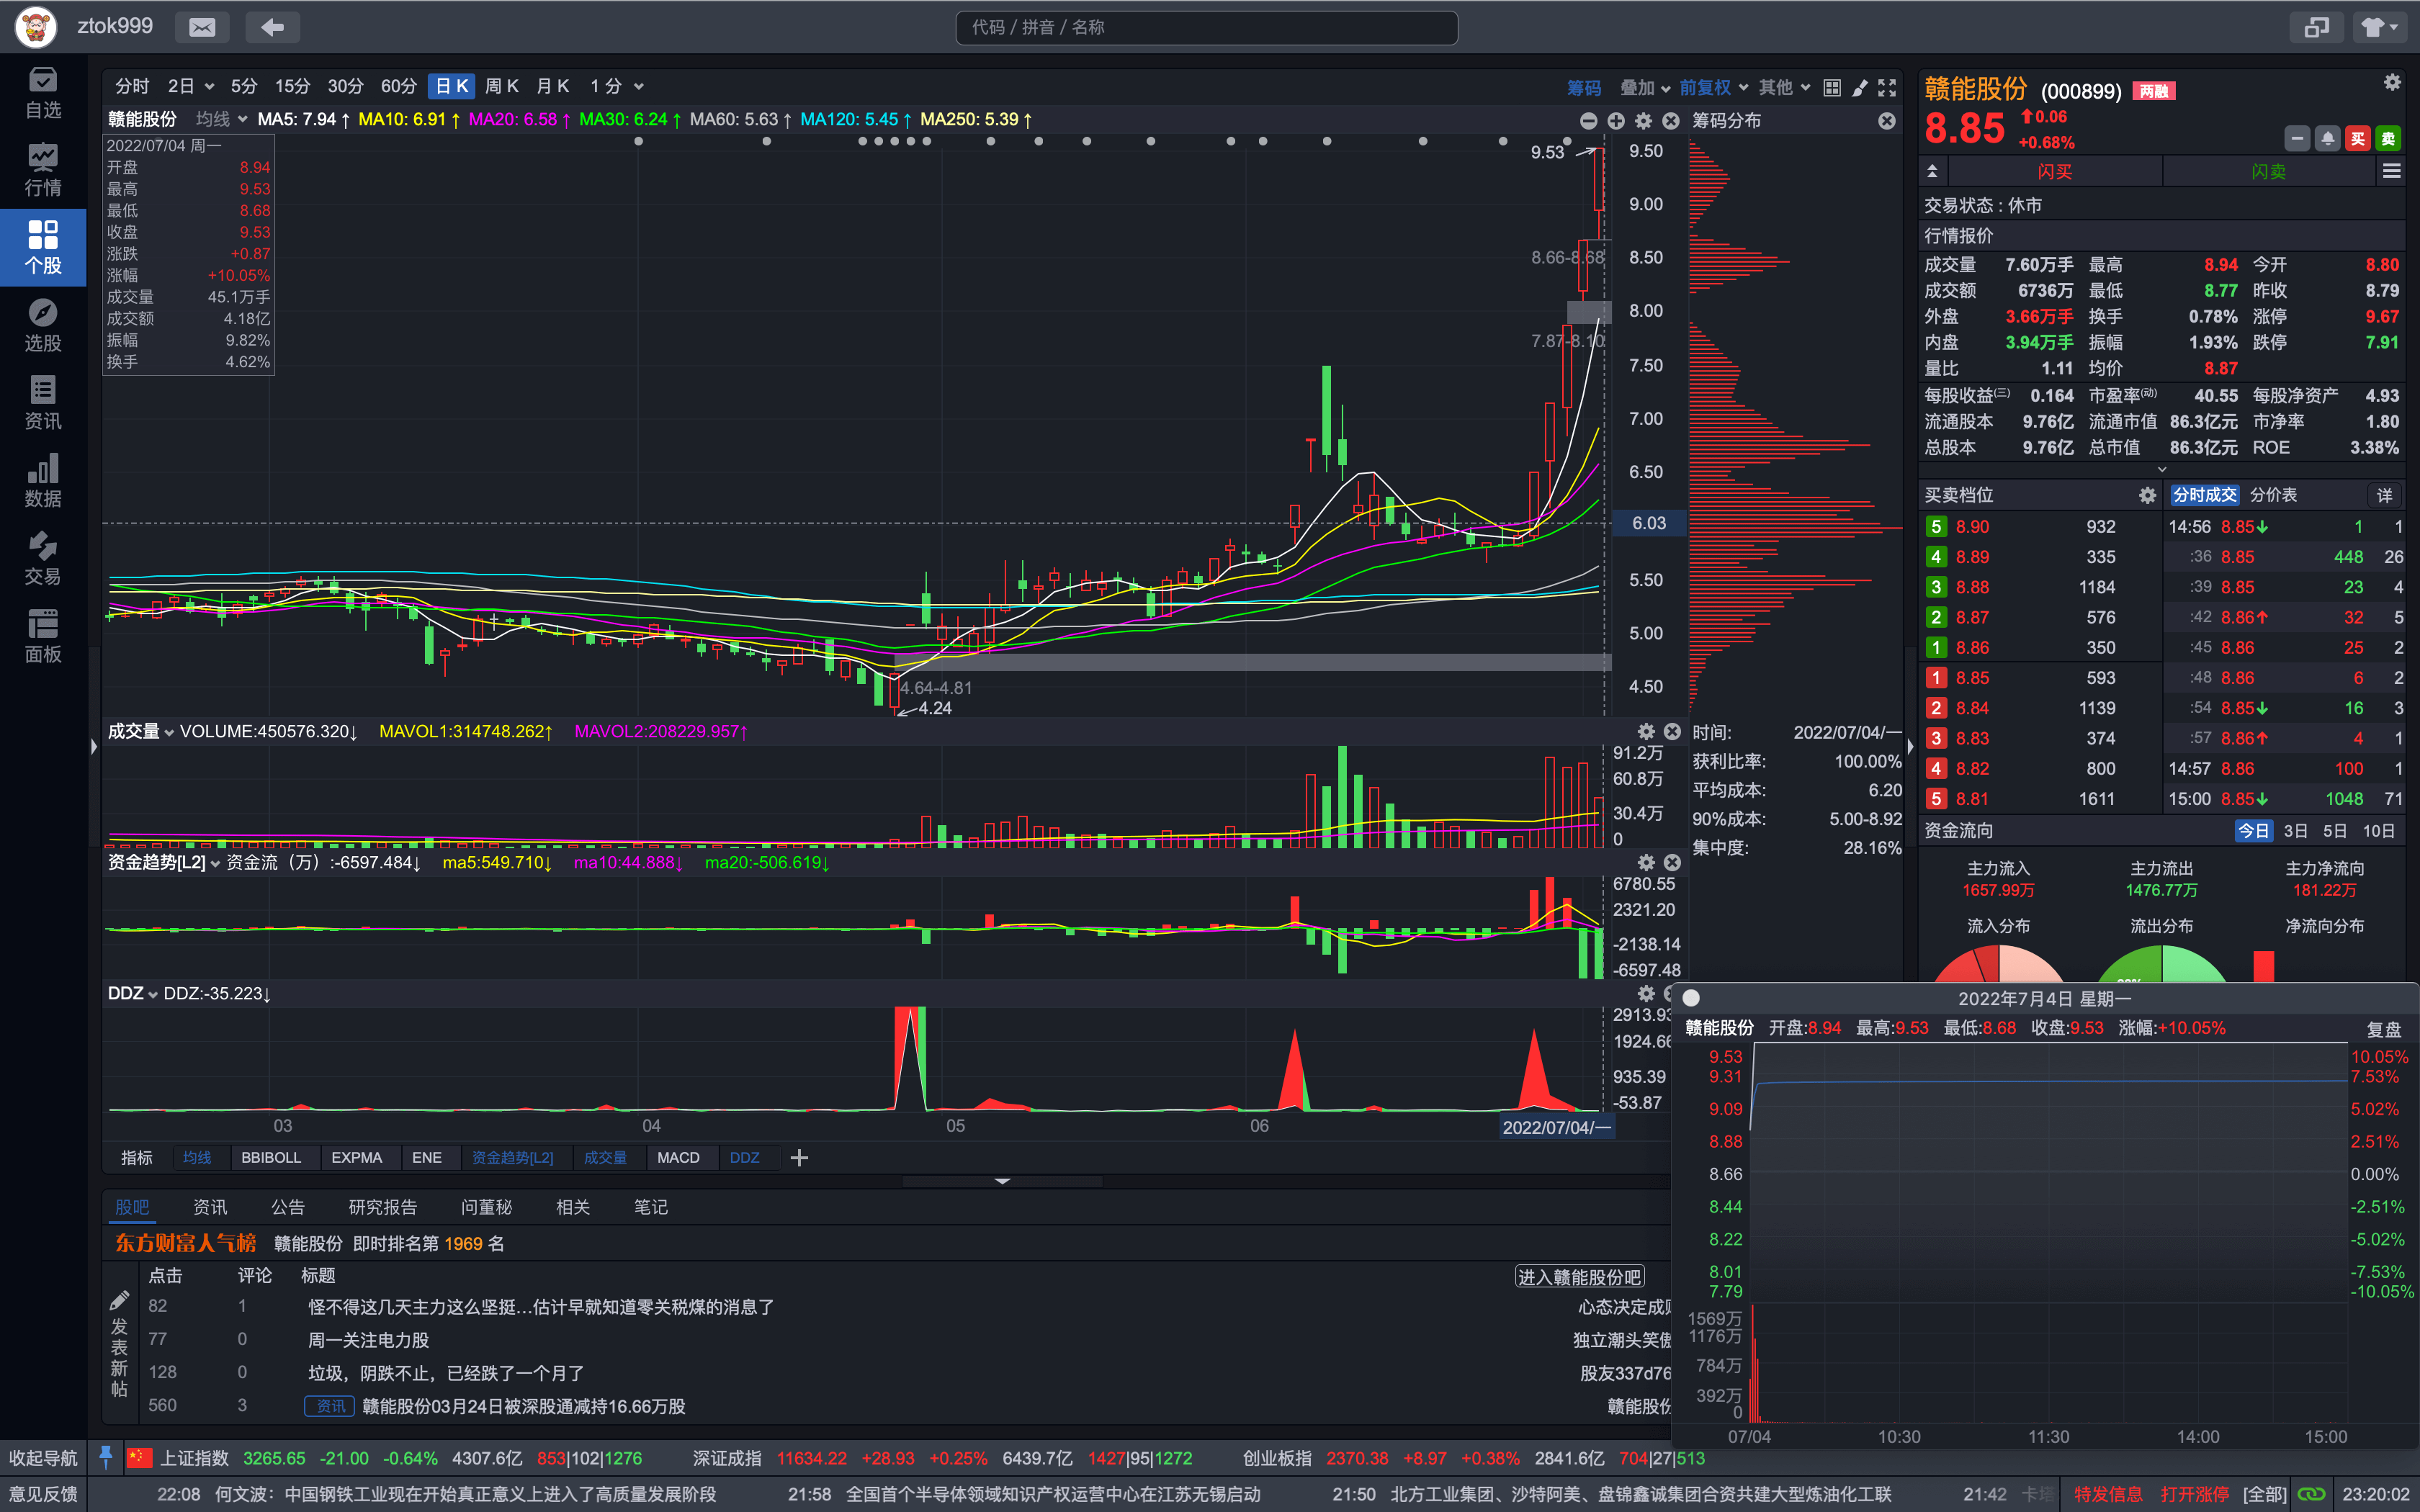 ztok999
代码 / 拼音 / 名称
自选
行情
个股
选股
资讯
数据
交易
面板
分时 2日 5分 15分 30分 60分 日K 周K 月K 1分
筹码 叠加 前复权 其他
赣能股份 均线 MA5: 7.94↑ MA10: 6.91↑ MA20: 6.58↑ MA30: 6.24↑ MA60: 5.63↑ MA120: 5.45↑ MA250: 5.39↑
筹码分布
2022/07/04 周一
开盘 8.94
最高 9.53
最低 8.68
收盘 9.53
涨跌 +0.87
涨幅 +10.05%
成交量 45.1万手
成交额 4.18亿
振幅 9.82%
换手 4.62%
9.53
8.66-8.68
7.87-8.10
4.64-4.81
4.24
9.50
9.00
8.50
8.00
7.50
7.00
6.50
6.03
5.50
5.00
4.50
成交量 VOLUME:450576.320↓ MAVOL1:314748.262↑ MAVOL2:208229.957↑
91.2万
60.8万
30.4万
0
时间: 2022/07/04/一
获利比率: 100.00%
平均成本: 6.20
90%成本: 5.00-8.92
集中度: 28.16%
资金趋势[L2] 资金流（万）:-6597.484↓ ma5:549.710↓ ma10:44.888↓ ma20:-506.619↓
6780.55
2321.20
-2138.14
-6597.48
DDZ DDZ:-35.223↓
2913.93
1924.66
935.39
-53.87
03 04 05 06 2022/07/04/一
指标 均线 BBIBOLL EXPMA ENE 资金趋势[L2] 成交量 MACD DDZ
股吧 资讯 公告 研究报告 问董秘 相关 笔记
东方财富人气榜 赣能股份 即时排名第 1969 名
点击 评论 标题
进入赣能股份吧
发表新帖
82 1 怪不得这几天主力这么坚挺...估计早就知道零关税煤的消息了 心态决定成
77 0 周一关注电力股 独立潮头笑傲
128 0 垃圾，阴跌不止，已经跌了一个月了 股友337d76
560 3 资讯 赣能股份03月24日被深股通减持16.66万股 赣能股份
赣能股份 (000899) 两融
8.85 0.06
+0.68%
买 卖
闪买 闪卖
交易状态 : 休市
行情报价
成交量 7.60万手 最高 8.94 今开 8.80
成交额 6736万 最低 8.77 昨收 8.79
外盘 3.66万手 换手 0.78% 涨停 9.67
内盘 3.94万手 振幅 1.93% 跌停 7.91
量比 1.11 均价 8.87
每股收益(三) 0.164 市盈率(动) 40.55 每股净资产 4.93
流通股本 9.76亿 流通市值 86.3亿元 市净率 1.80
总股本 9.76亿 总市值 86.3亿元 ROE 3.38%
买卖档位 分时成交 分价表 详
5 8.90 932 14:56 8.85↓ 1 1
4 8.89 335 :36 8.85 448 26
3 8.88 1184 :39 8.85 23 4
2 8.87 576 :42 8.86↑ 32 5
1 8.86 350 :45 8.86 25 2
1 8.85 593 :48 8.86 6 2
2 8.84 1139 :54 8.85↓ 16 3
3 8.83 374 :57 8.86↑ 4 1
4 8.82 800 14:57 8.86 100 1
5 8.81 1611 15:00 8.85↓ 1048 71
资金流向 今日 3日 5日 10日
主力流入 主力流出 主力净流向
1657.99万 1476.77万 181.22万
流入分布 流出分布 净流向分布
2022年7月4日 星期一
赣能股份 开盘:8.94 最高:9.53 最低:8.68 收盘:9.53 涨幅:+10.05% 复盘
9.53 10.05%
9.31 7.53%
9.09 5.02%
8.88 2.51%
8.66 0.00%
8.44 -2.51%
8.22 -5.02%
8.01 -7.53%
7.79 -10.05%
1569万
1176万
784万
392万
0
07/04 10:30 11:30 14:00 15:00
收起导航 上证指数 3265.65 -21.00 -0.64% 4307.6亿 853|102|1276 深证成指 11634.22 +28.93 +0.25% 6439.7亿 1427|95|1272 创业板指 2370.38 +8.97 +0.38% 2841.6亿 704|27|513
意见反馈 22:08 何文波：中国钢铁工业现在开始真正意义上进入了高质量发展阶段 21:58 全国首个半导体领域知识产权运营中心在江苏无锡启动 21:50 北方工业集团、沙特阿美、盘锦鑫诚集团合资共建大型炼油化工联 21:42 卡塔 特发信息 打开涨停 [全部] 23:20:02